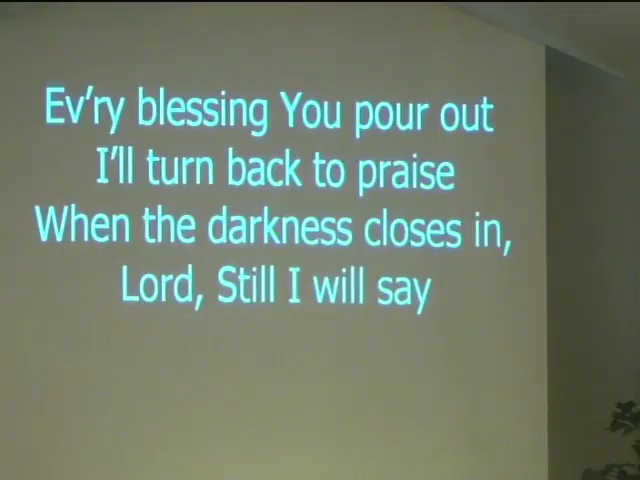 Ev'ry blessing You pour out
I'll turn back to praise
When the darkness closes in,
Lord, Still I will say